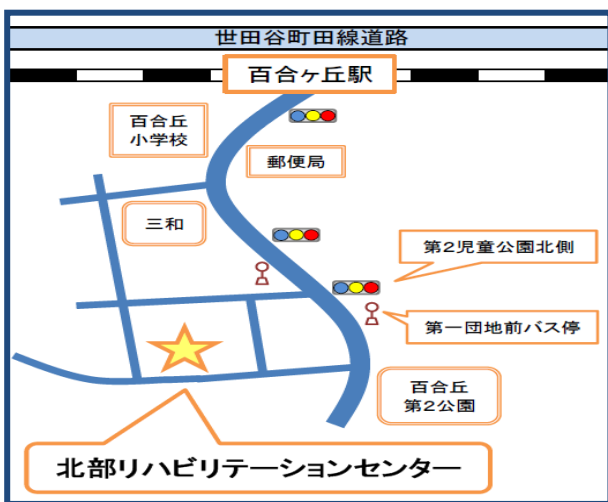 世田谷町田線道路
百合ヶ丘駅
百合丘
小学校
郵便局
三和
第2児童公園北側
第一団地前バス停
百合丘
第2公園
北部リハビリテーションセンター